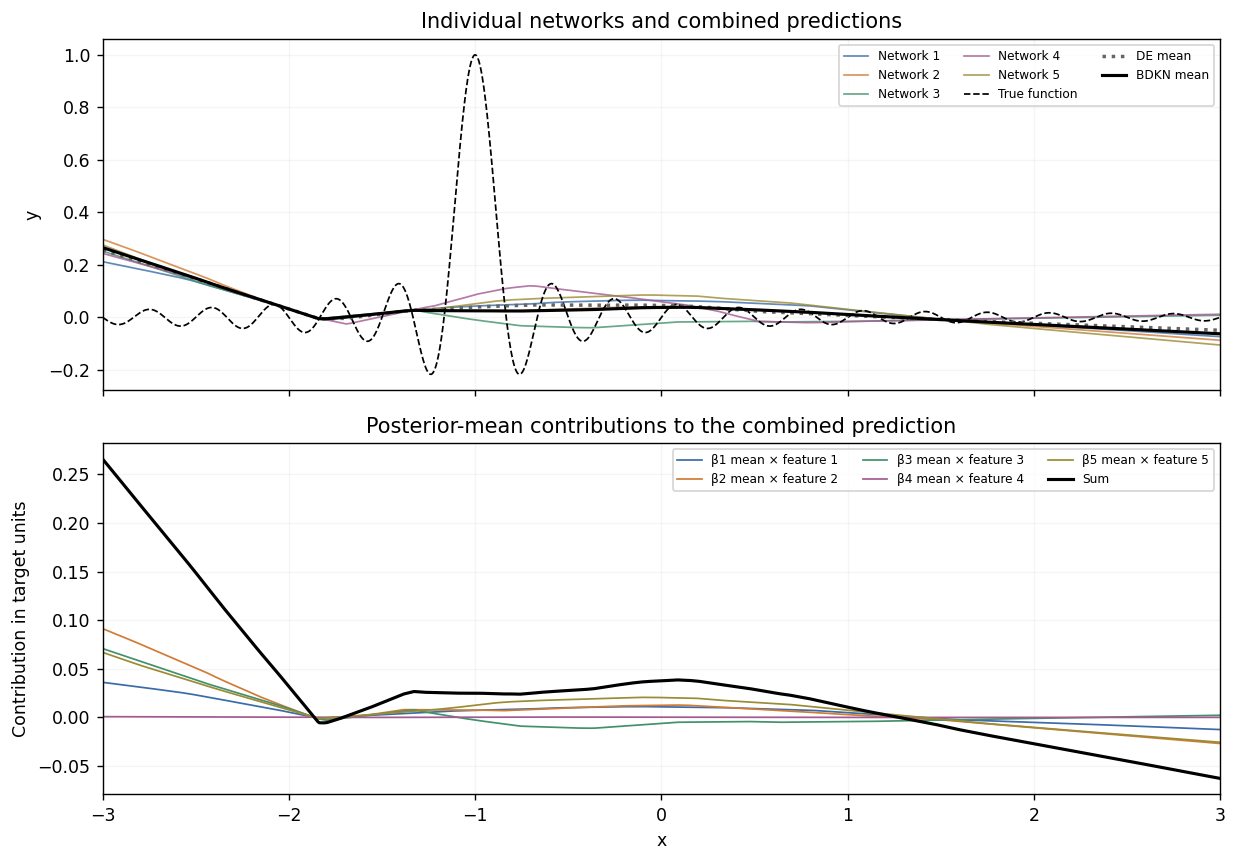 Individual networks and combined predictions
Network 1 Network 4 DE mean
Network 2 Network 5 BDKN mean
Network 3 True function
1.0
0.8
0.6
0.4
0.2
0.0
−0.2
y
Posterior-mean contributions to the combined prediction
β1 mean × feature 1 β3 mean × feature 3 β5 mean × feature 5
β2 mean × feature 2 β4 mean × feature 4 Sum
0.25
0.20
0.15
0.10
0.05
0.00
−0.05
Contribution in target units
−3 −2 −1 0 1 2 3
x